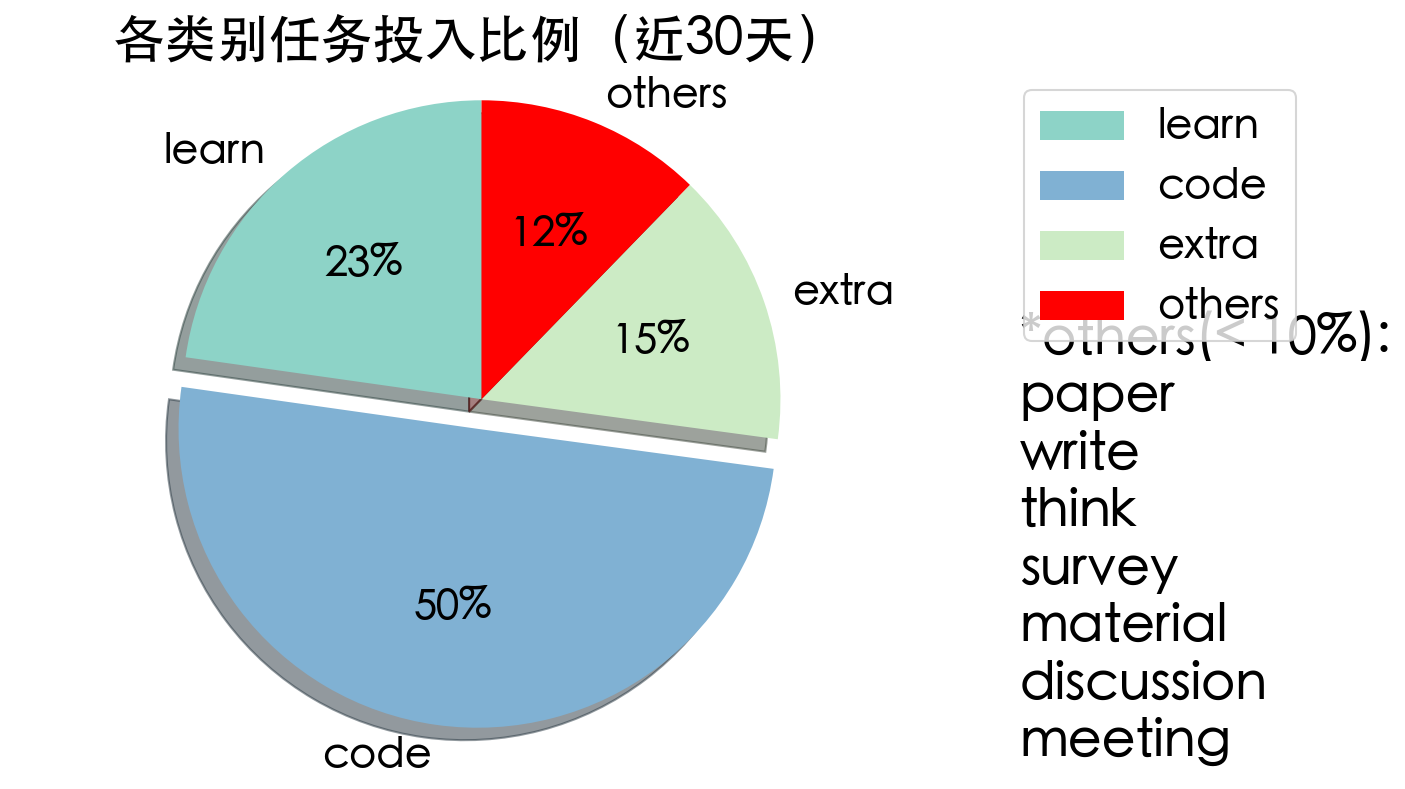 各类别任务投入比例（近30天）
others
learn
12%
23%
extra
15%
50%
code
learn
code
extra
others
*others(< 10%):
paper
write
think
survey
material
discussion
meeting